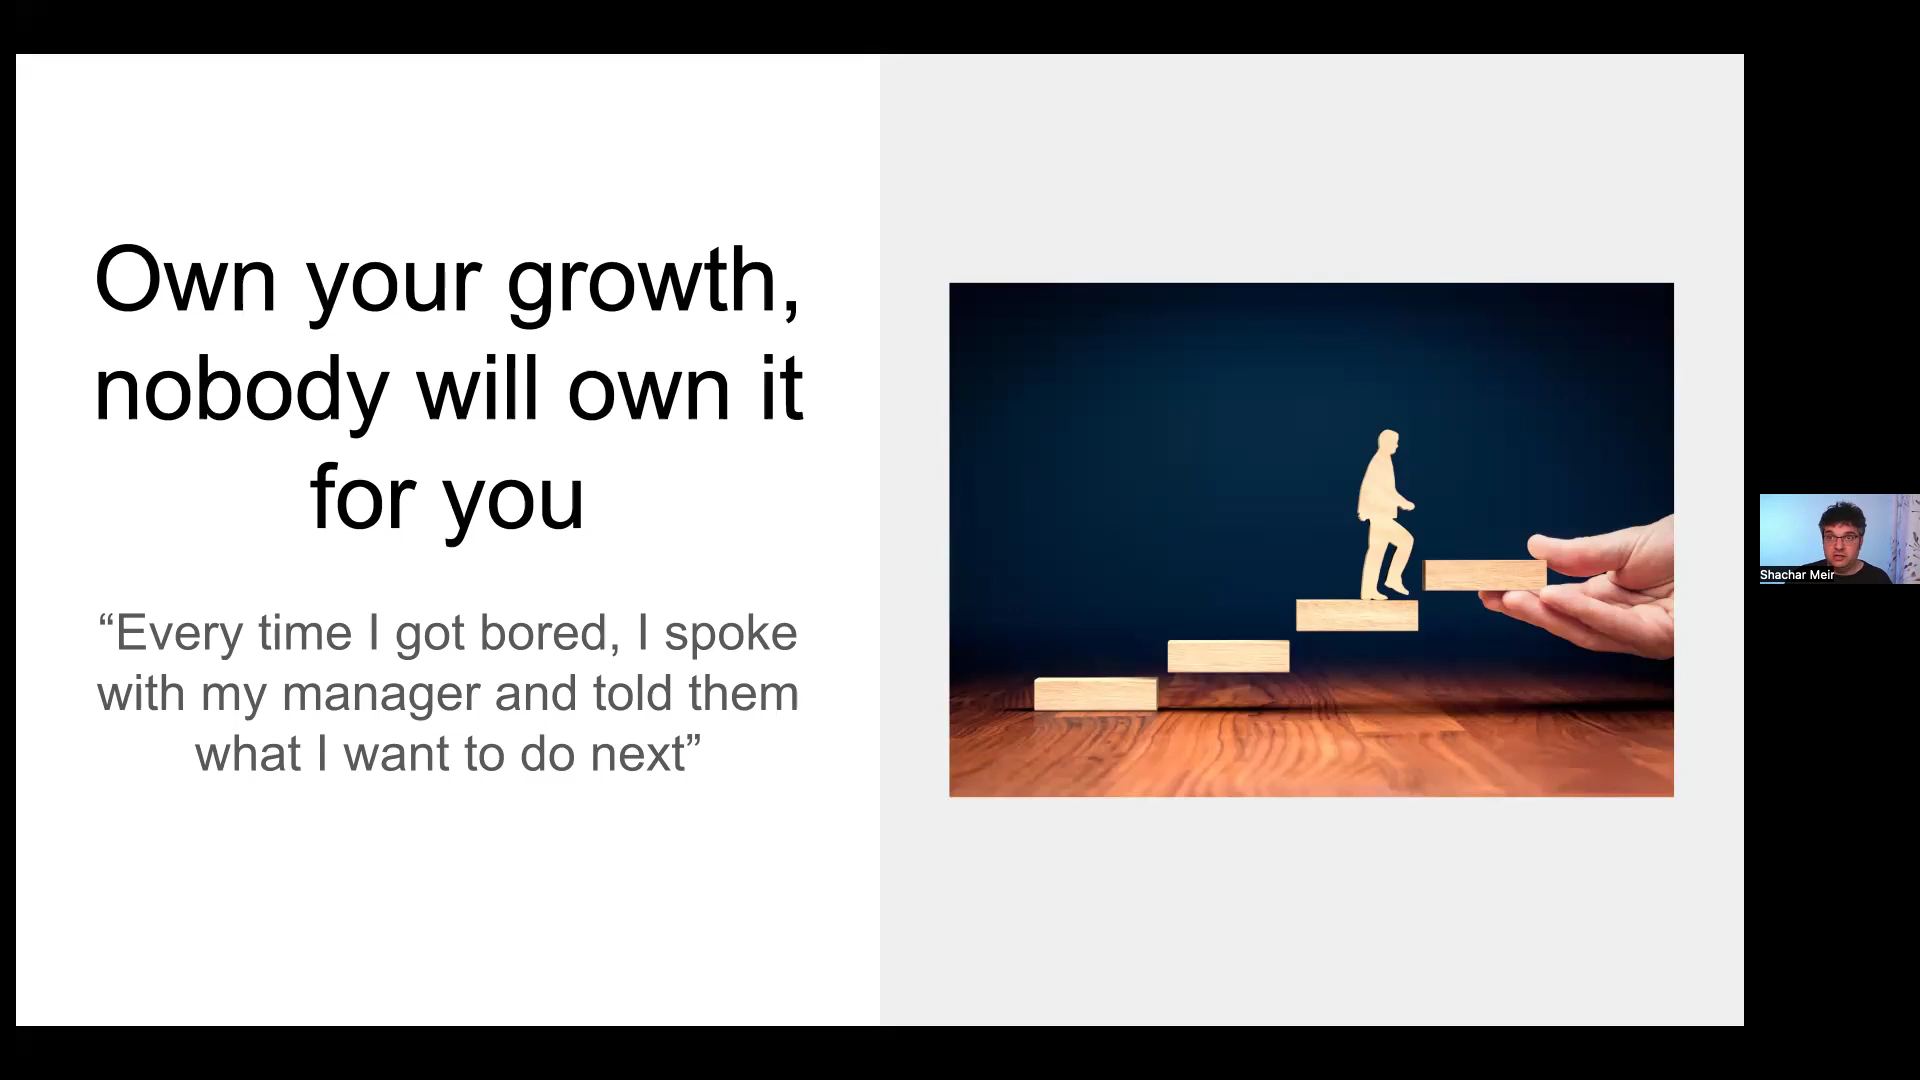 Own your growth,
nobody will own it
for you
“Every time I got bored, I spoke
with my manager and told them
what I want to do next”
Shachar Meir